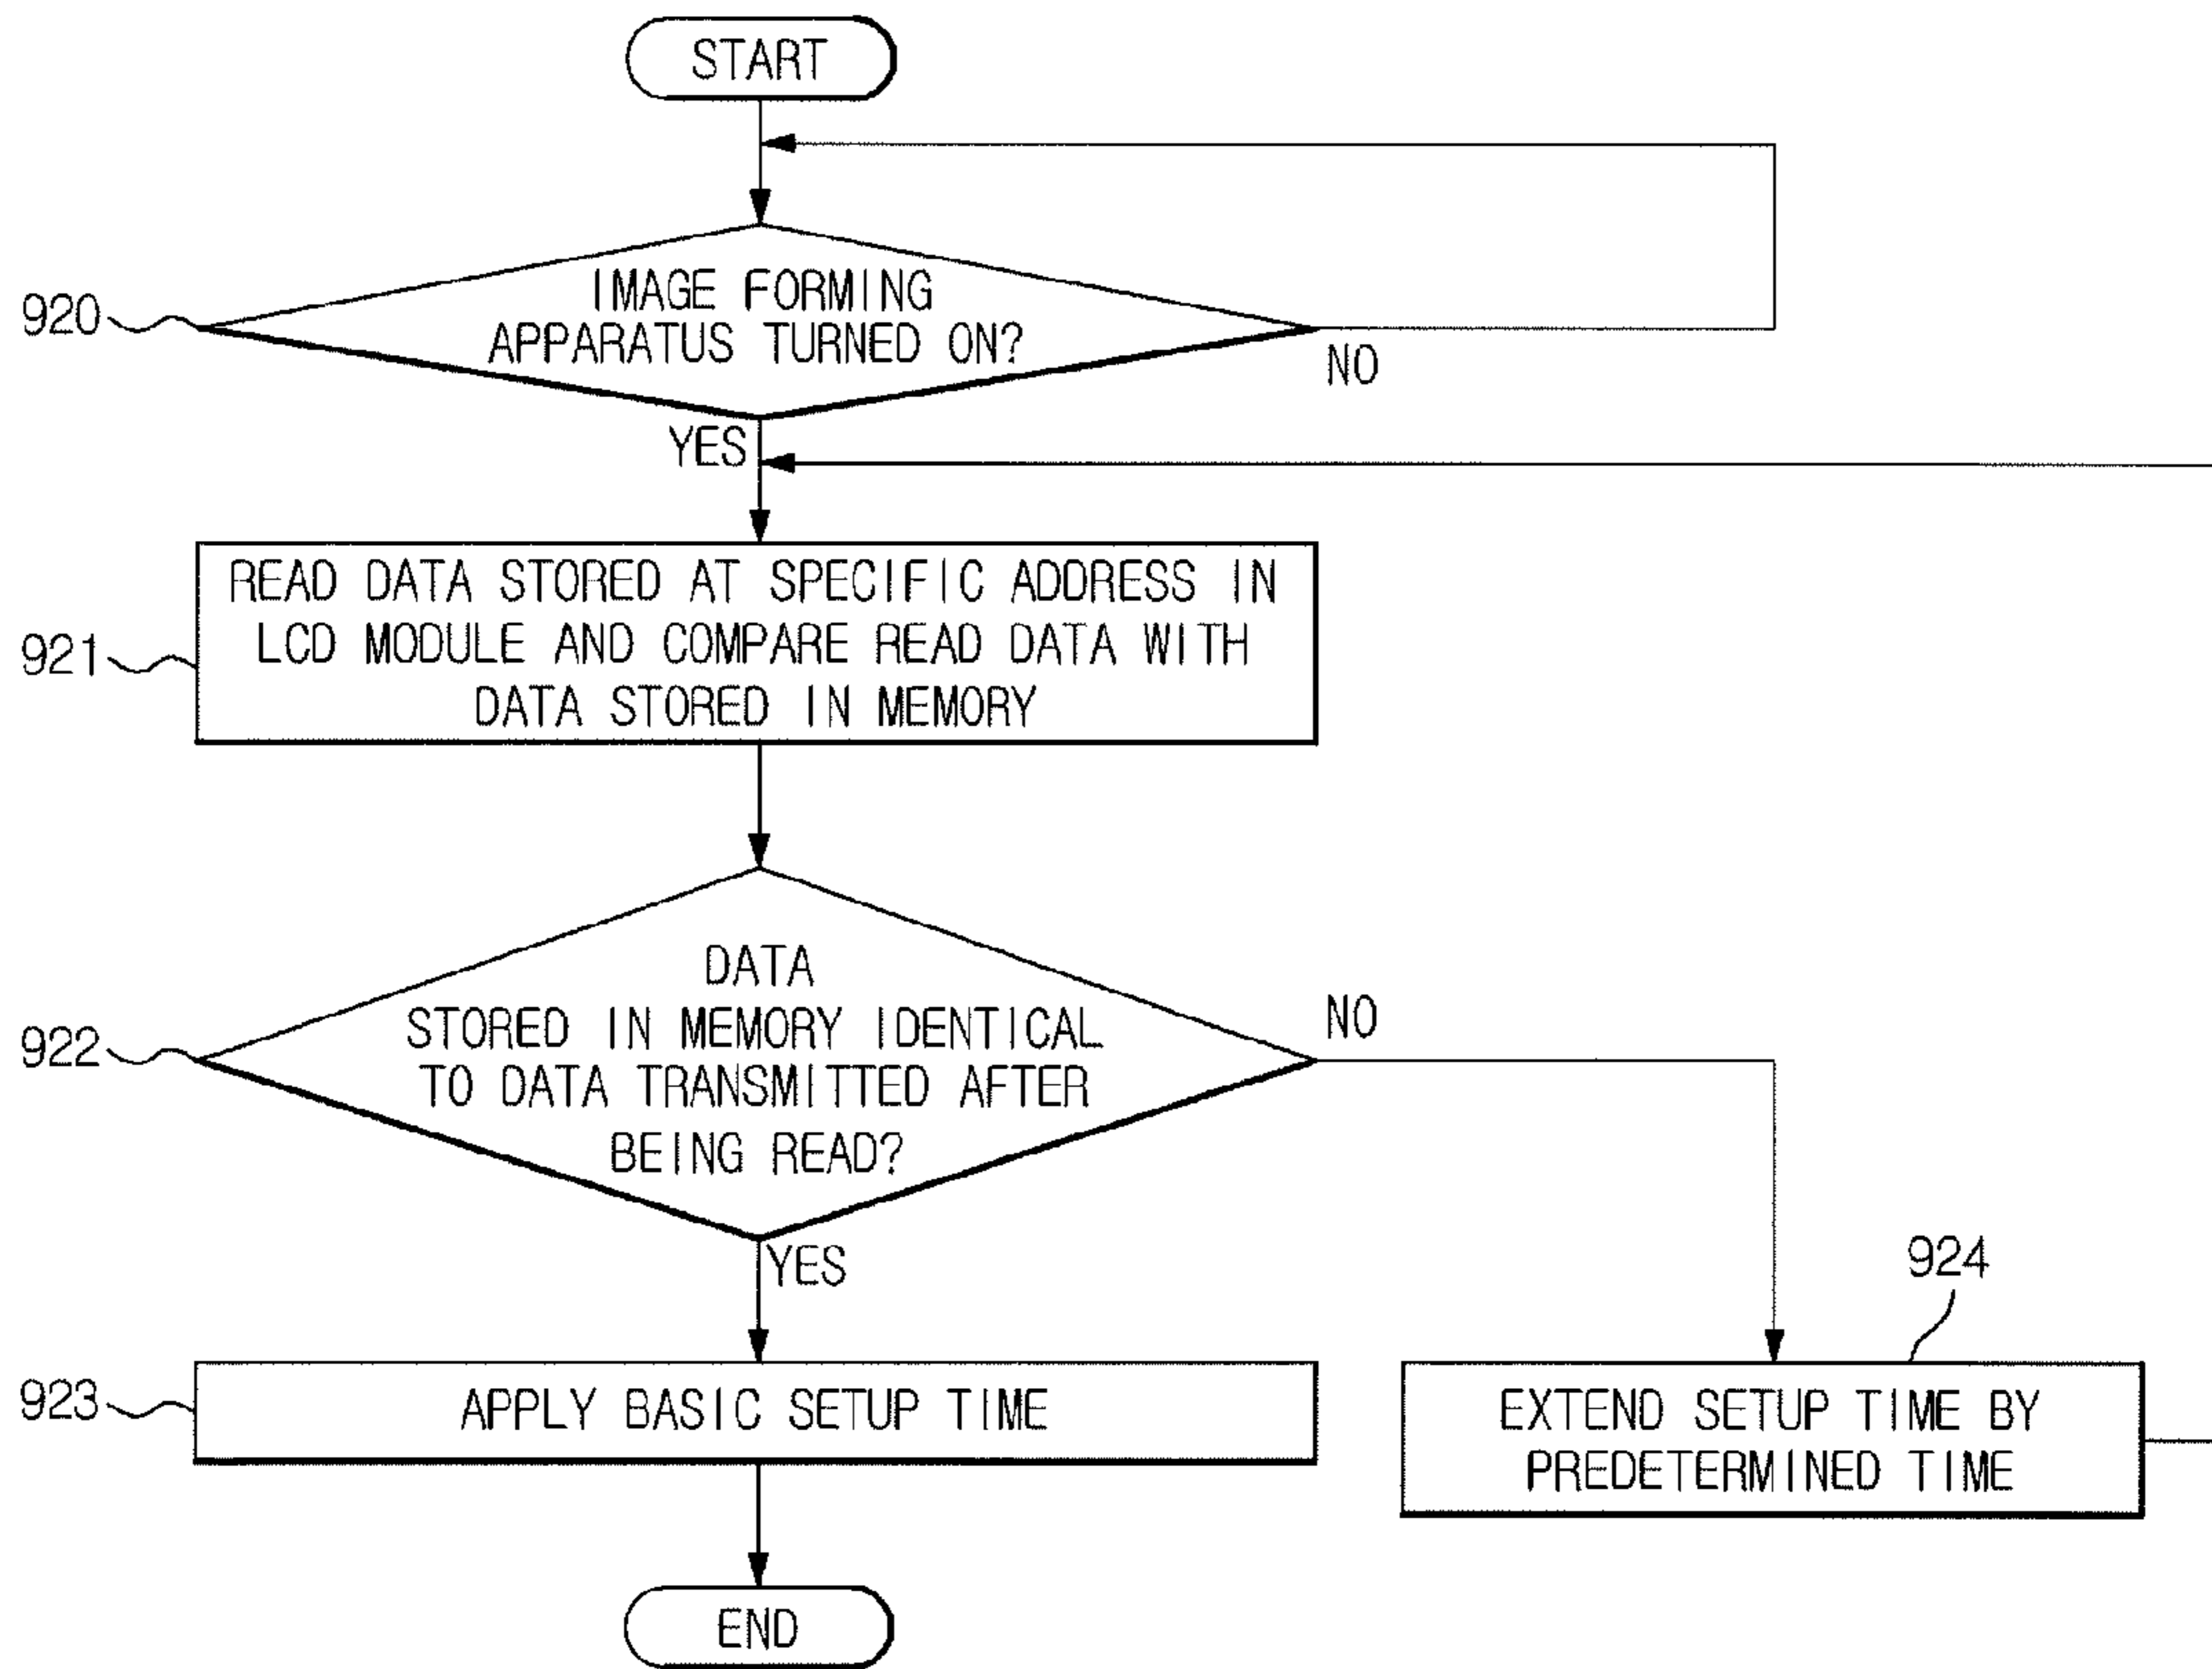 START
920
IMAGE FORMING
APPARATUS TURNED ON?
NO
YES
921
READ DATA STORED AT SPECIFIC ADDRESS IN
LCD MODULE AND COMPARE READ DATA WITH
DATA STORED IN MEMORY
922
DATA
STORED IN MEMORY IDENTICAL
TO DATA TRANSMITTED AFTER
BEING READ?
NO
YES
923
APPLY BASIC SETUP TIME
924
EXTEND SETUP TIME BY
PREDETERMINED TIME
END